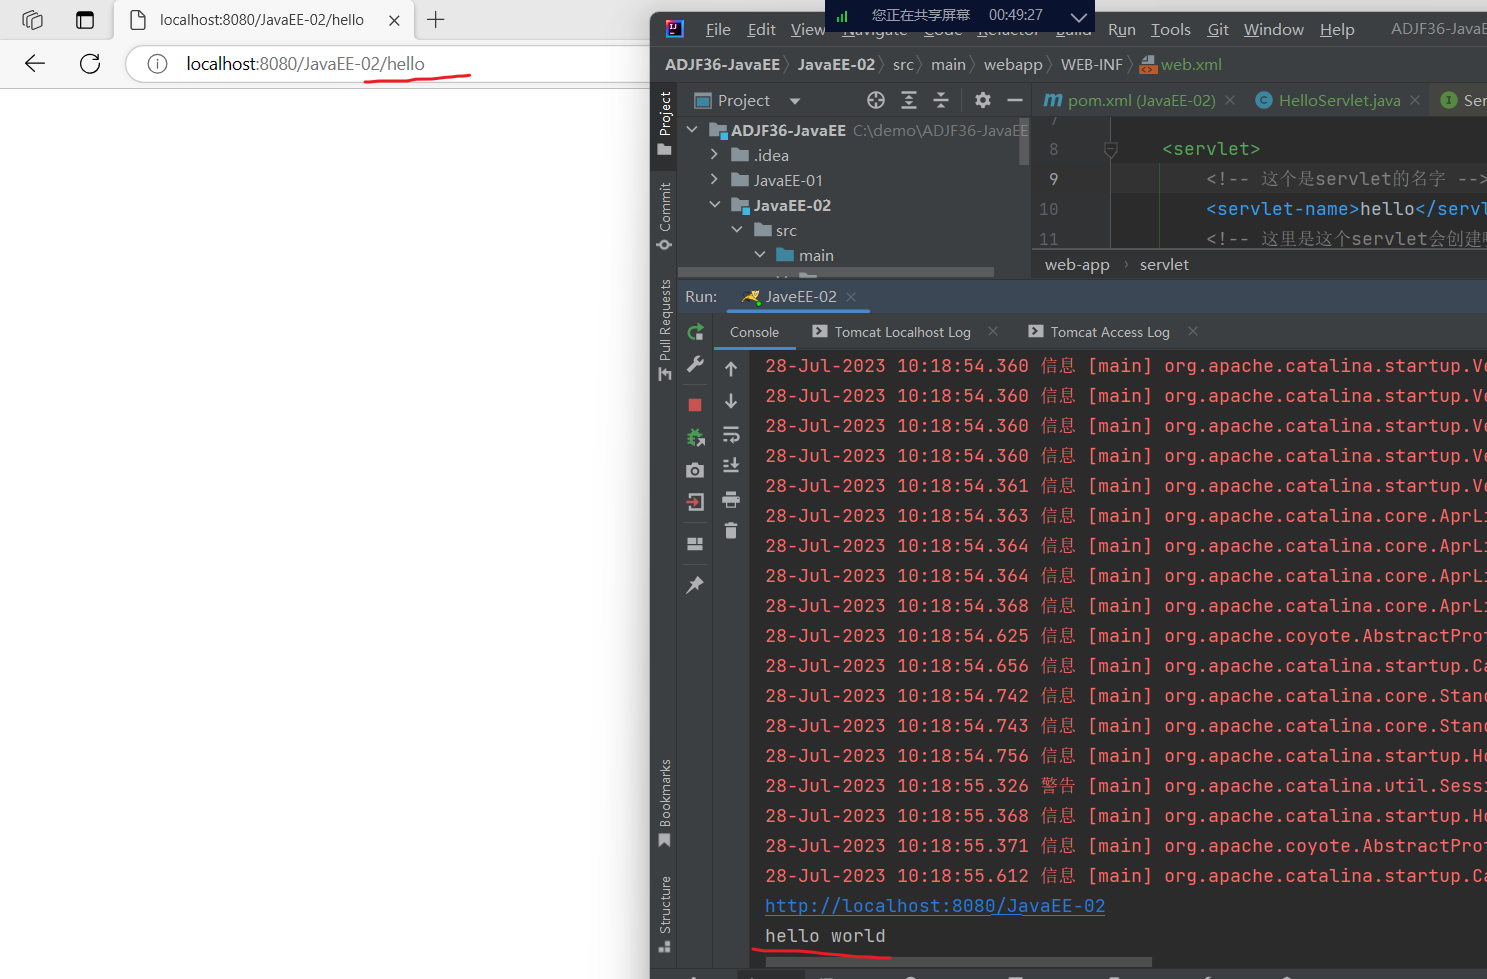 localhost:8080/JavaEE-02/hello
localhost:8080/JavaEE-02/hello
您正在共享屏幕 00:49:27
File Edit View Navigate Code Refactor Build Run Tools Git Window Help ADJF36-JavaEE
ADJF36-JavaEE JavaEE-02 src main webapp WEB-INF web.xml
Project
pom.xml (JavaEE-02) HelloServlet.java Ser
Project
Commit
Pull Requests
Bookmarks
Structure
ADJF36-JavaEE C:\demo\ADJF36-JavaEE
.idea
JavaEE-01
JavaEE-02
src
main
7
8 <servlet>
9 <!-- 这个是servlet的名字 -->
10 <servlet-name>hello</servl
11 <!-- 这里是这个servlet会创建
web-app › servlet
Run: JaveEE-02
Console Tomcat Localhost Log Tomcat Access Log
28-Jul-2023 10:18:54.360 信息 [main] org.apache.catalina.startup.Ve
28-Jul-2023 10:18:54.360 信息 [main] org.apache.catalina.startup.Ve
28-Jul-2023 10:18:54.360 信息 [main] org.apache.catalina.startup.Ve
28-Jul-2023 10:18:54.360 信息 [main] org.apache.catalina.startup.Ve
28-Jul-2023 10:18:54.361 信息 [main] org.apache.catalina.startup.Ve
28-Jul-2023 10:18:54.363 信息 [main] org.apache.catalina.core.AprLi
28-Jul-2023 10:18:54.364 信息 [main] org.apache.catalina.core.AprLi
28-Jul-2023 10:18:54.364 信息 [main] org.apache.catalina.core.AprLi
28-Jul-2023 10:18:54.368 信息 [main] org.apache.catalina.core.AprLi
28-Jul-2023 10:18:54.625 信息 [main] org.apache.coyote.AbstractProt
28-Jul-2023 10:18:54.656 信息 [main] org.apache.catalina.startup.Ca
28-Jul-2023 10:18:54.742 信息 [main] org.apache.catalina.core.Stand
28-Jul-2023 10:18:54.743 信息 [main] org.apache.catalina.core.Stand
28-Jul-2023 10:18:54.756 信息 [main] org.apache.catalina.startup.Ho
28-Jul-2023 10:18:55.326 警告 [main] org.apache.catalina.util.Sessi
28-Jul-2023 10:18:55.368 信息 [main] org.apache.catalina.startup.Ho
28-Jul-2023 10:18:55.371 信息 [main] org.apache.coyote.AbstractProt
28-Jul-2023 10:18:55.612 信息 [main] org.apache.catalina.startup.Ca
http://localhost:8080/JavaEE-02
hello world